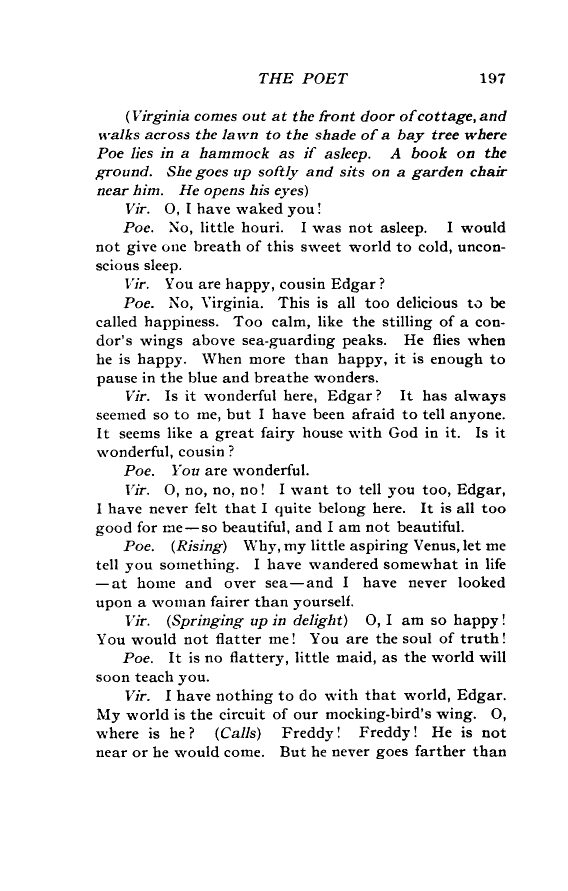 THE POET 197
(Virginia comes out at the front door of cottage, and
walks across the lawn to the shade of a bay tree where
Poe lies in a hammock as if asleep. A book on the
ground. She goes up softly and sits on a garden chair
near him. He opens his eyes)
Vir. O, I have waked you!
Poe. No, little houri. I was not asleep. I would
not give one breath of this sweet world to cold, uncon-
scious sleep.
Vir. You are happy, cousin Edgar?
Poe. No, Virginia. This is all too delicious to be
called happiness. Too calm, like the stilling of a con-
dor's wings above sea-guarding peaks. He flies when
he is happy. When more than happy, it is enough to
pause in the blue and breathe wonders.
Vir. Is it wonderful here, Edgar? It has always
seemed so to me, but I have been afraid to tell anyone.
It seems like a great fairy house with God in it. Is it
wonderful, cousin?
Poe. You are wonderful.
Vir. O, no, no, no! I want to tell you too, Edgar,
I have never felt that I quite belong here. It is all too
good for me—so beautiful, and I am not beautiful.
Poe. (Rising) Why, my little aspiring Venus, let me
tell you something. I have wandered somewhat in life
—at home and over sea—and I have never looked
upon a woman fairer than yourself.
Vir. (Springing up in delight) O, I am so happy!
You would not flatter me! You are the soul of truth!
Poe. It is no flattery, little maid, as the world will
soon teach you.
Vir. I have nothing to do with that world, Edgar.
My world is the circuit of our mocking-bird's wing. O,
where is he? (Calls) Freddy! Freddy! He is not
near or he would come. But he never goes farther than